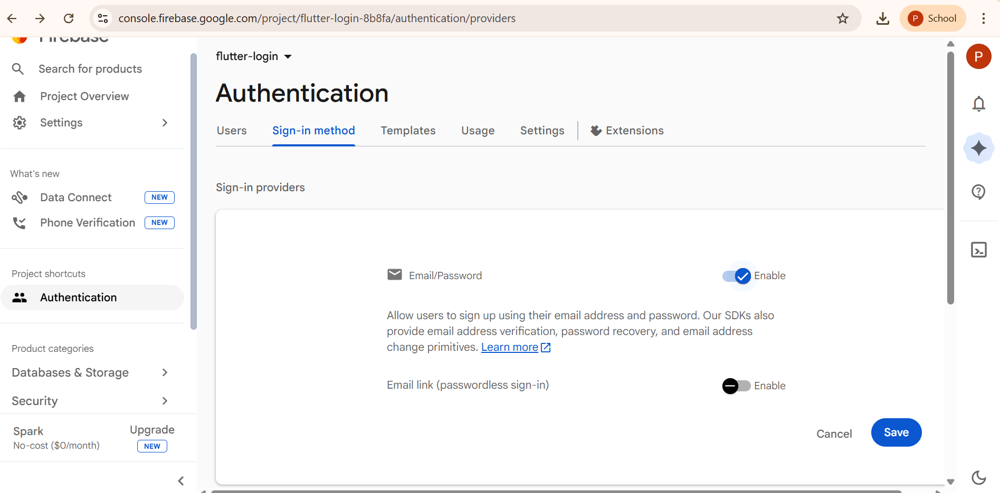 console.firebase.google.com/project/flutter-login-8b8fa/authentication/providers
P School
Firebase
Search for products
Project Overview
Settings
What's new
Data Connect NEW
Phone Verification NEW
Project shortcuts
Authentication
Product categories
Databases & Storage
Security
Spark
No-cost ($0/month)
Upgrade
NEW
flutter-login
Authentication
Users Sign-in method Templates Usage Settings Extensions
Sign-in providers
Email/Password Enable
Allow users to sign up using their email address and password. Our SDKs also
provide email address verification, password recovery, and email address
change primitives. Learn more
Email link (passwordless sign-in) Enable
Cancel Save
P